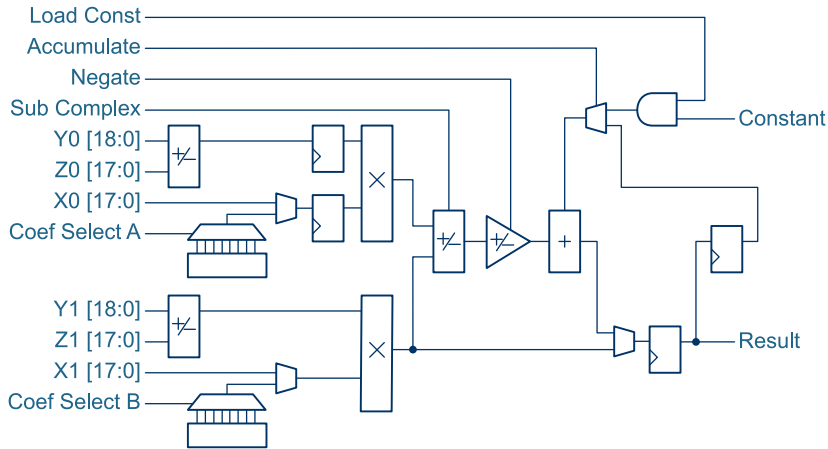 Load Const
Accumulate
Negate
Sub Complex
Y0 [18:0]
Z0 [17:0]
X0 [17:0]
Coef Select A
Y1 [18:0]
Z1 [17:0]
X1 [17:0]
Coef Select B
+/-
×
+/-
+/-
+
+/-
×
Constant
Result